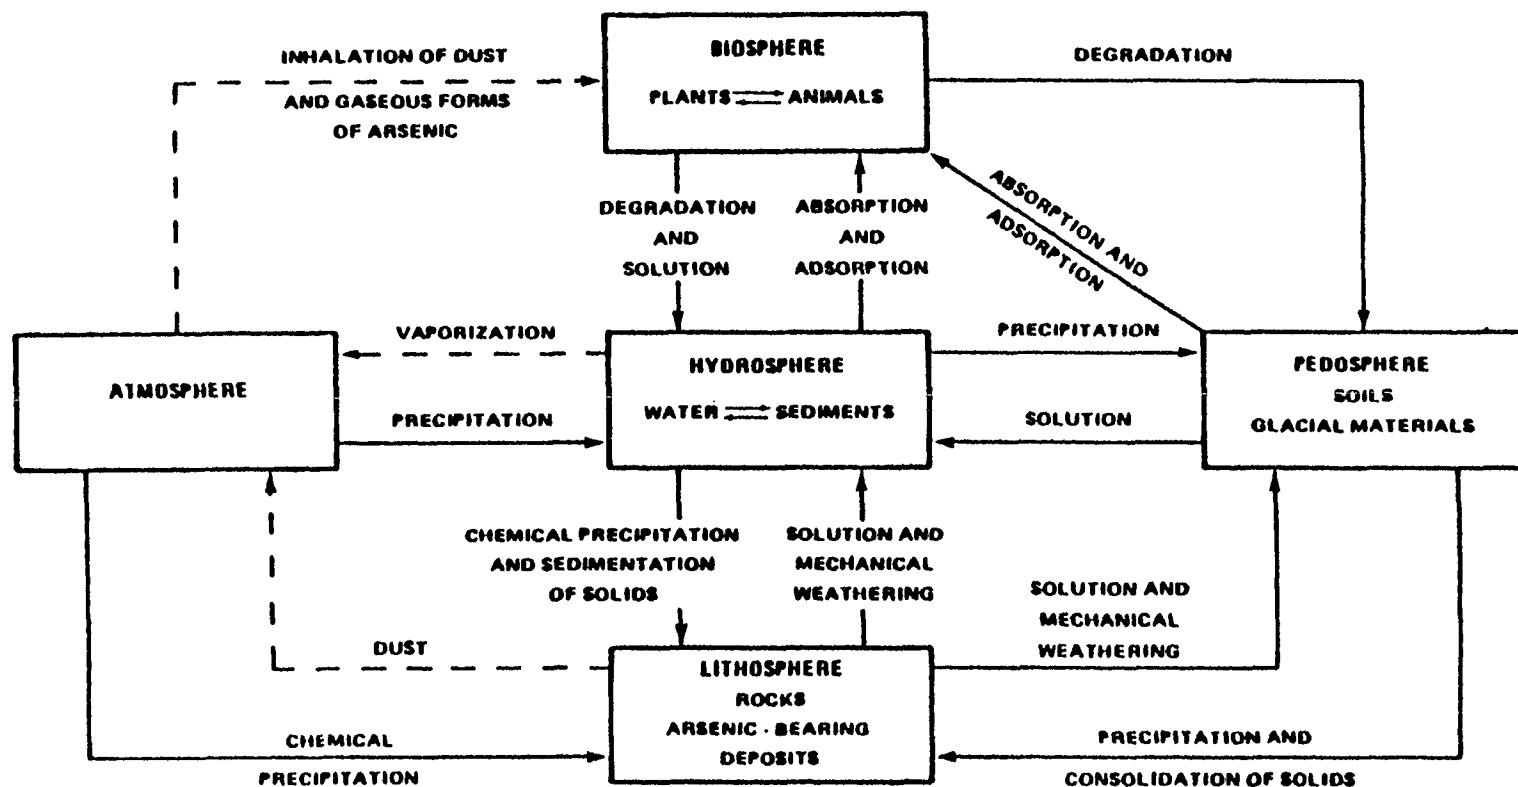 BIOSPHERE
PLANTS ⇌ ANIMALS
INHALATION OF DUST
AND GASEOUS FORMS
OF ARSENIC
DEGRADATION
DEGRADATION
AND
SOLUTION
ABSORPTION
AND
ADSORPTION
ABSORPTION AND
ADSORPTION
ATMOSPHERE
VAPORIZATION
PRECIPITATION
HYDROSPHERE
WATER ⇌ SEDIMENTS
PRECIPITATION
SOLUTION
PEDOSPHERE
SOILS
GLACIAL MATERIALS
CHEMICAL PRECIPITATION
AND SEDIMENTATION
OF SOLIDS
SOLUTION AND
MECHANICAL
WEATHERING
SOLUTION AND
MECHANICAL
WEATHERING
DUST
LITHOSPHERE
ROCKS
ARSENIC - BEARING
DEPOSITS
CHEMICAL
PRECIPITATION
PRECIPITATION AND
CONSOLIDATION OF SOLIDS